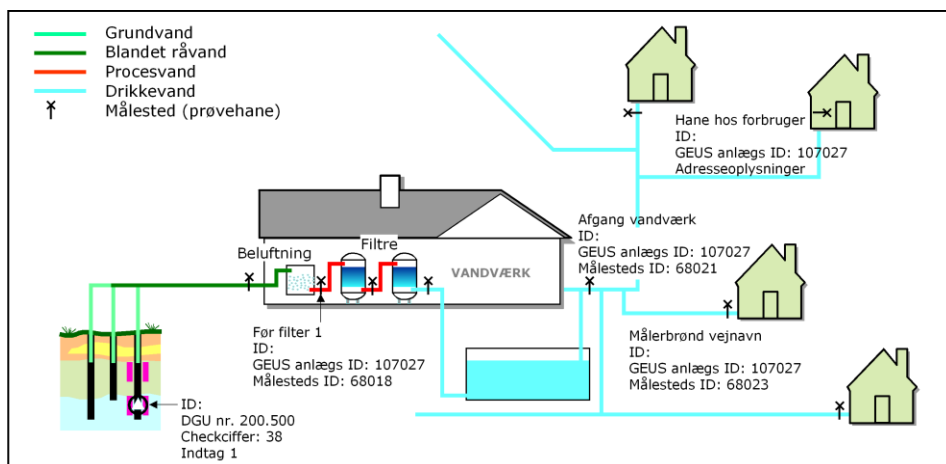 Grundvand
Blandet råvand
Procesvand
Drikkevand
Målested (prøvehane)
Hane hos forbruger
ID:
GEUS anlægs ID: 107027
Adresseoplysninger
Afgang vandværk
ID:
GEUS anlægs ID: 107027
Målesteds ID: 68021
Beluftning
Filtre
VANDVÆRK
Før filter 1
ID:
GEUS anlægs ID: 107027
Målesteds ID: 68018
Målerbrønd vejnavn
ID:
GEUS anlægs ID: 107027
Målesteds ID: 68023
ID:
DGU nr. 200.500
Checkciffer: 38
Indtag 1